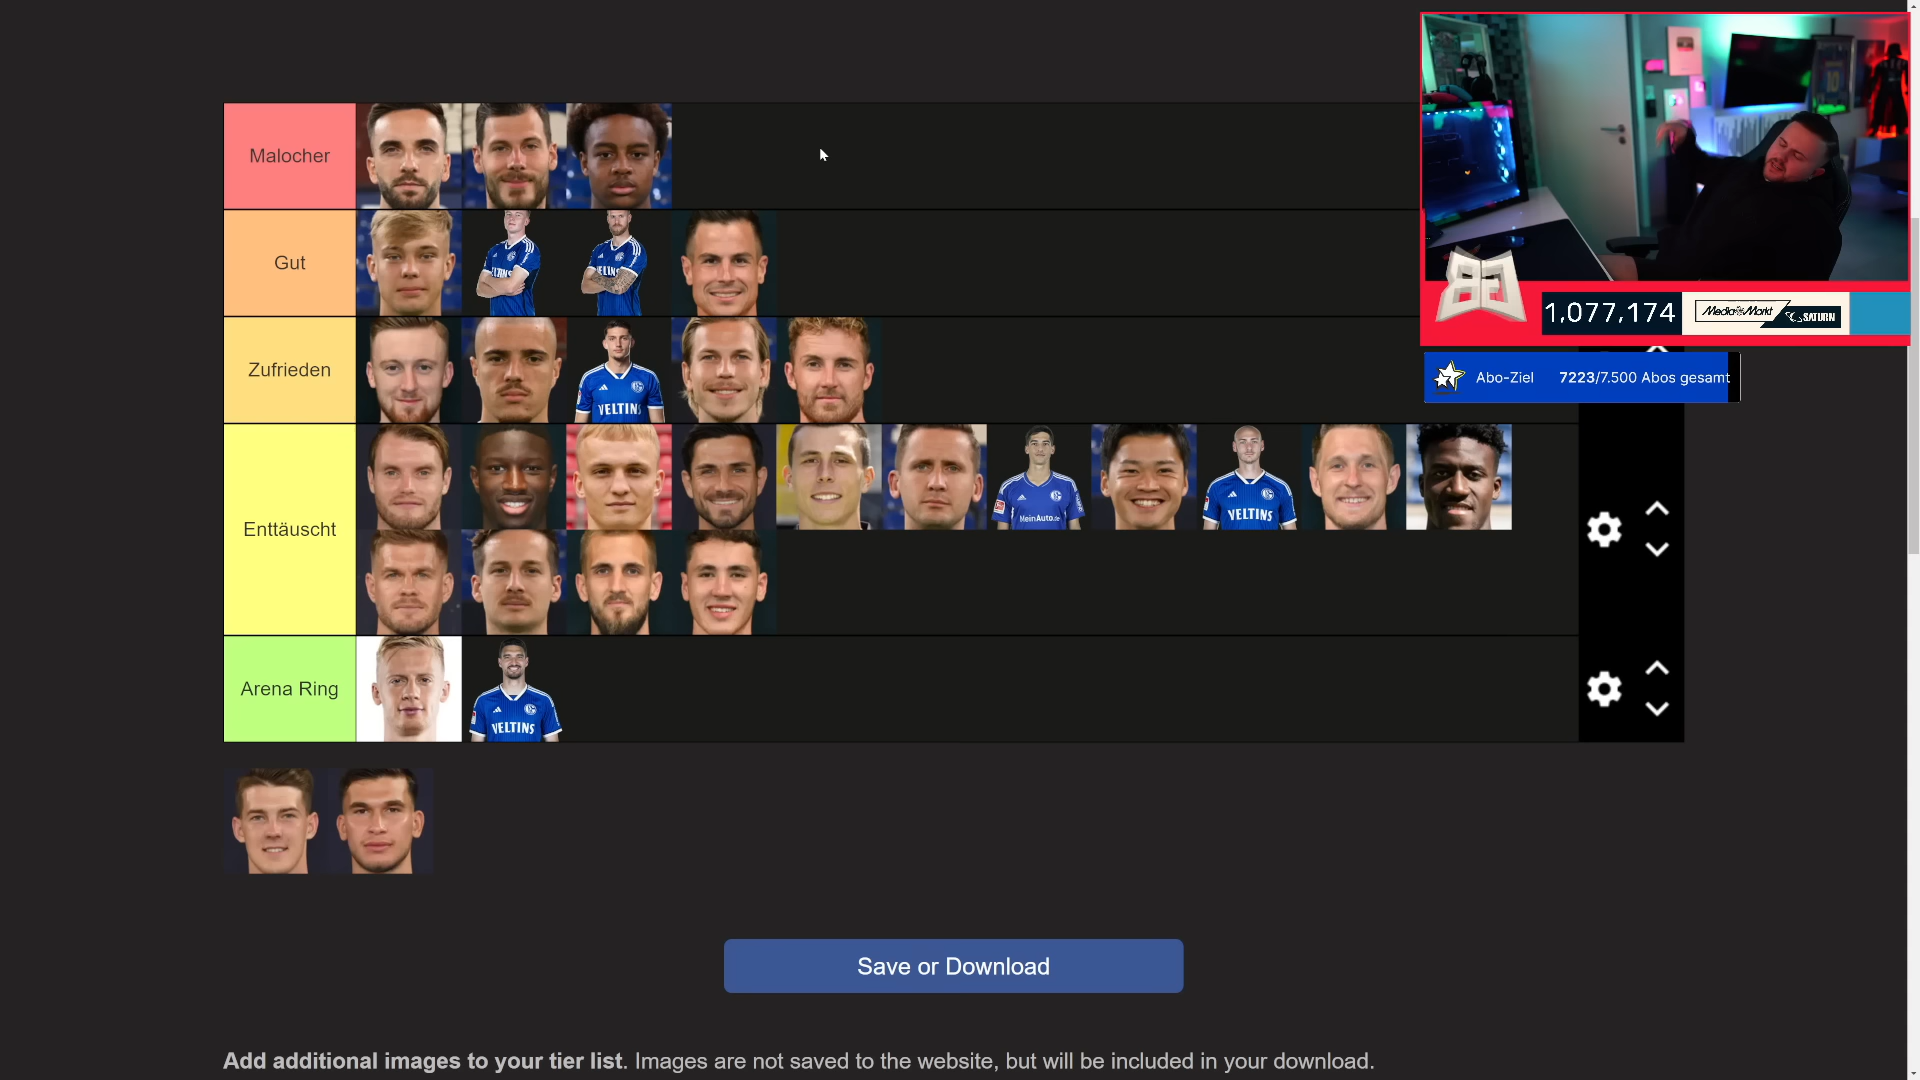 Malocher
Gut
Zufrieden
Enttäuscht
Arena Ring
VELTINS
MeinAuto.de
VELTINS
VELTINS
1,077,174
MediaMarkt
SATURN
Abo-Ziel 7223/7.500 Abos gesamt
Save or Download
Add additional images to your tier list. Images are not saved to the website, but will be included in your download.